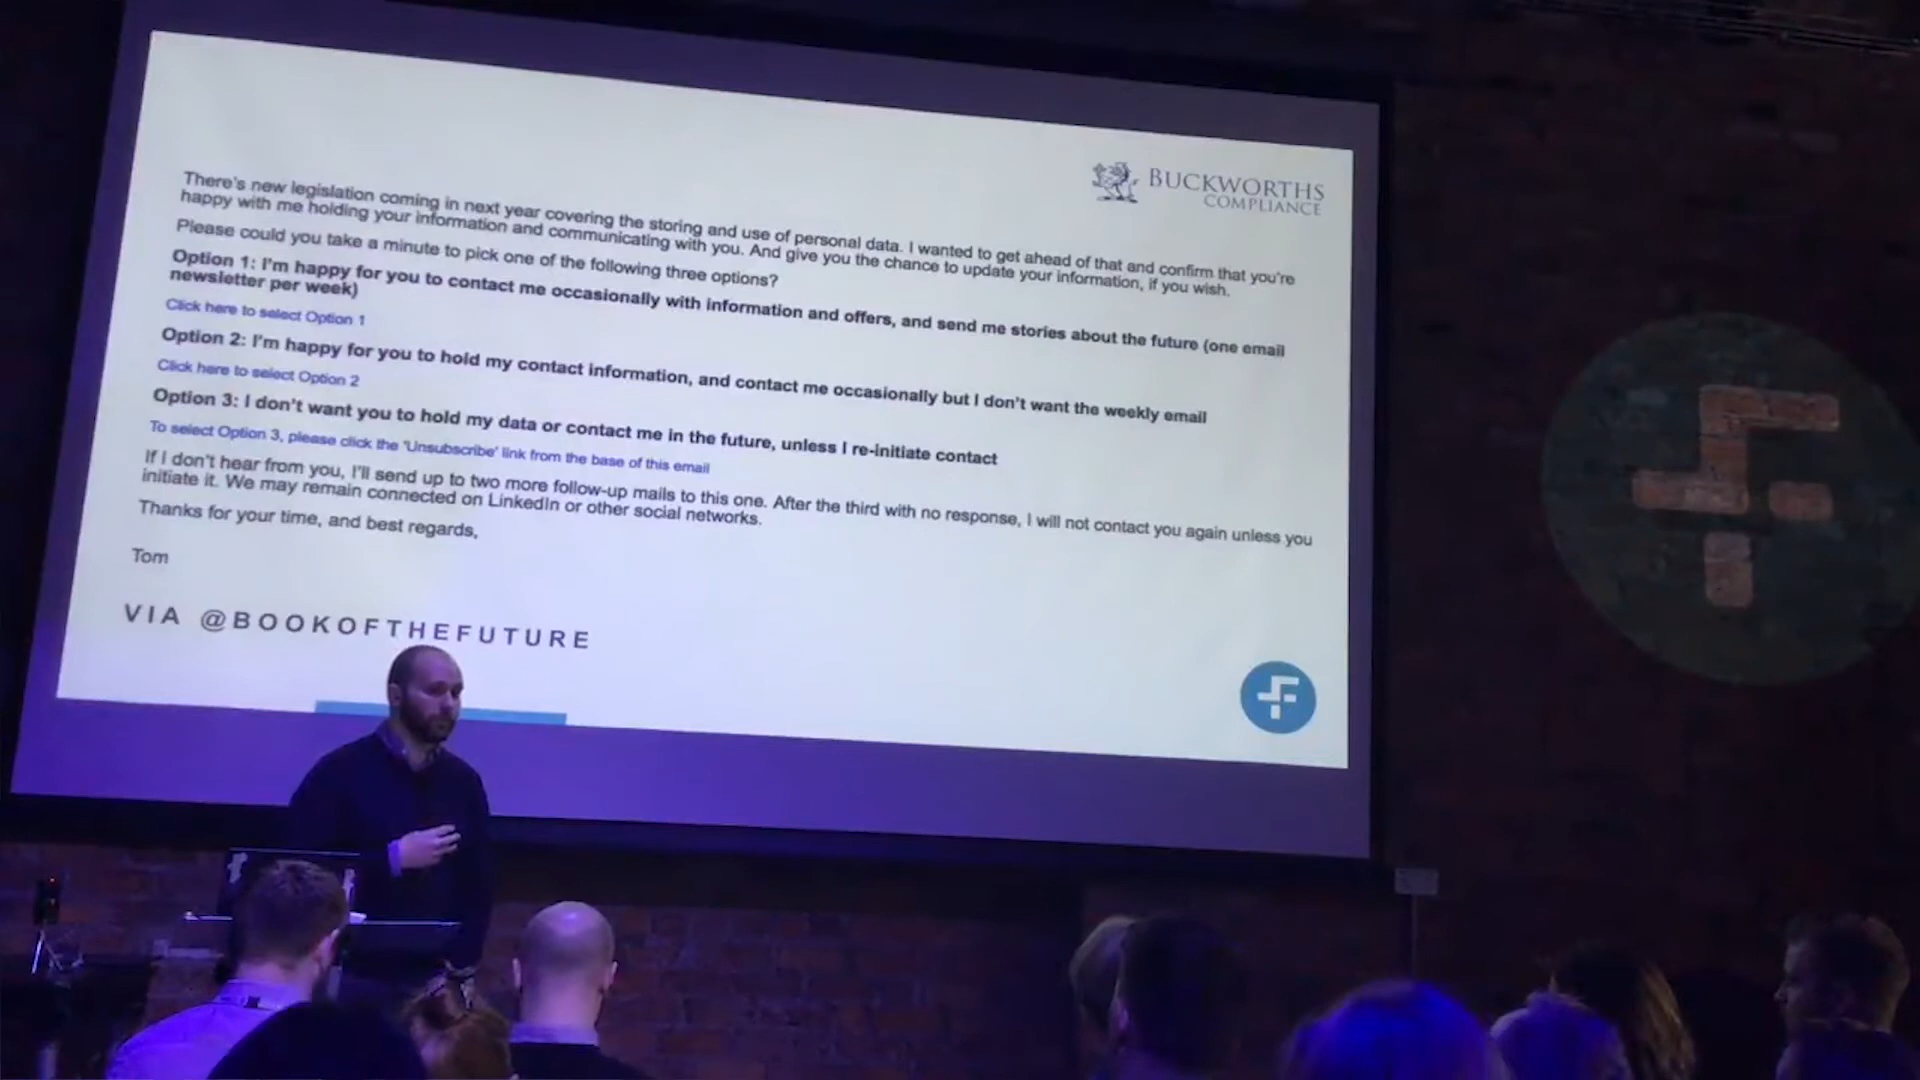 BUCKWORTHS
COMPLIANCE
There's new legislation coming in next year covering the storing and use of personal data. I wanted to get ahead of that and confirm that you're
happy with me holding your information and communicating with you. And give you the chance to update your information, if you wish.
Please could you take a minute to pick one of the following three options?
Option 1: I'm happy for you to contact me occasionally with information and offers, and send me stories about the future (one email
newsletter per week)
Click here to select Option 1
Option 2: I'm happy for you to hold my contact information, and contact me occasionally but I don't want the weekly email
Click here to select Option 2
Option 3: I don't want you to hold my data or contact me in the future, unless I re-initiate contact
To select Option 3, please click the 'Unsubscribe' link from the base of this email
If I don't hear from you, I'll send up to two more follow-up mails to this one. After the third with no response, I will not contact you again unless you
initiate it. We may remain connected on LinkedIn or other social networks.
Thanks for your time, and best regards,
Tom
VIA @BOOKOFTHEFUTURE